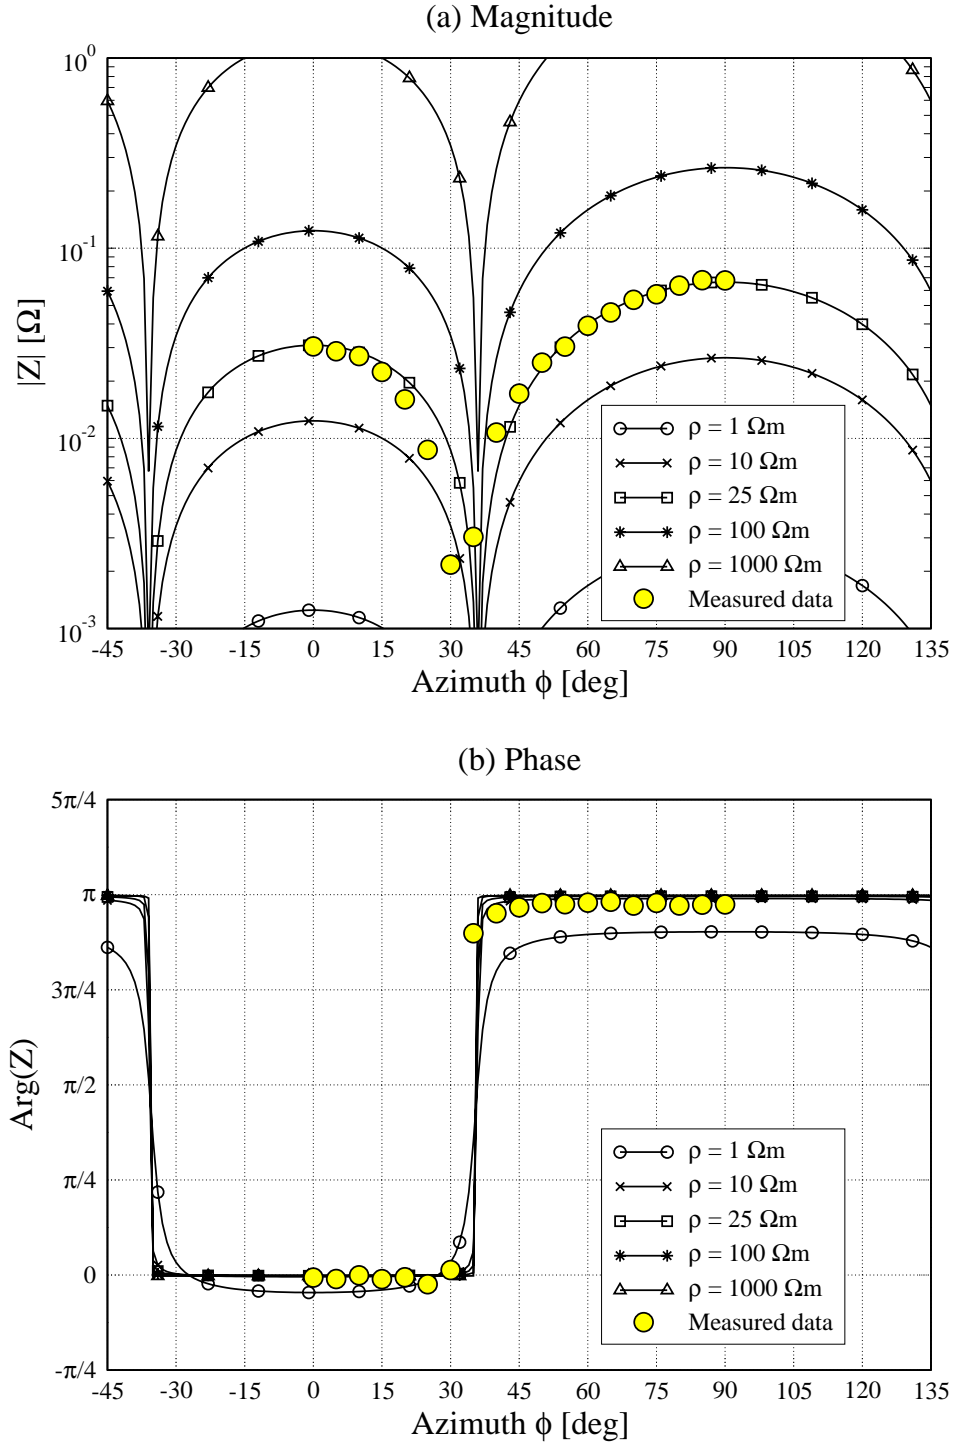 (a) Magnitude
10⁰
10⁻¹
10⁻²
10⁻³
|Z| [Ω]
ρ = 1 Ωm
ρ = 10 Ωm
ρ = 25 Ωm
ρ = 100 Ωm
ρ = 1000 Ωm
Measured data
-45 -30 -15 0 15 30 45 60 75 90 105 120 135
Azimuth ϕ [deg]
(b) Phase
5π/4
π
3π/4
π/2
π/4
0
-π/4
Arg(Z)
ρ = 1 Ωm
ρ = 10 Ωm
ρ = 25 Ωm
ρ = 100 Ωm
ρ = 1000 Ωm
Measured data
-45 -30 -15 0 15 30 45 60 75 90 105 120 135
Azimuth ϕ [deg]